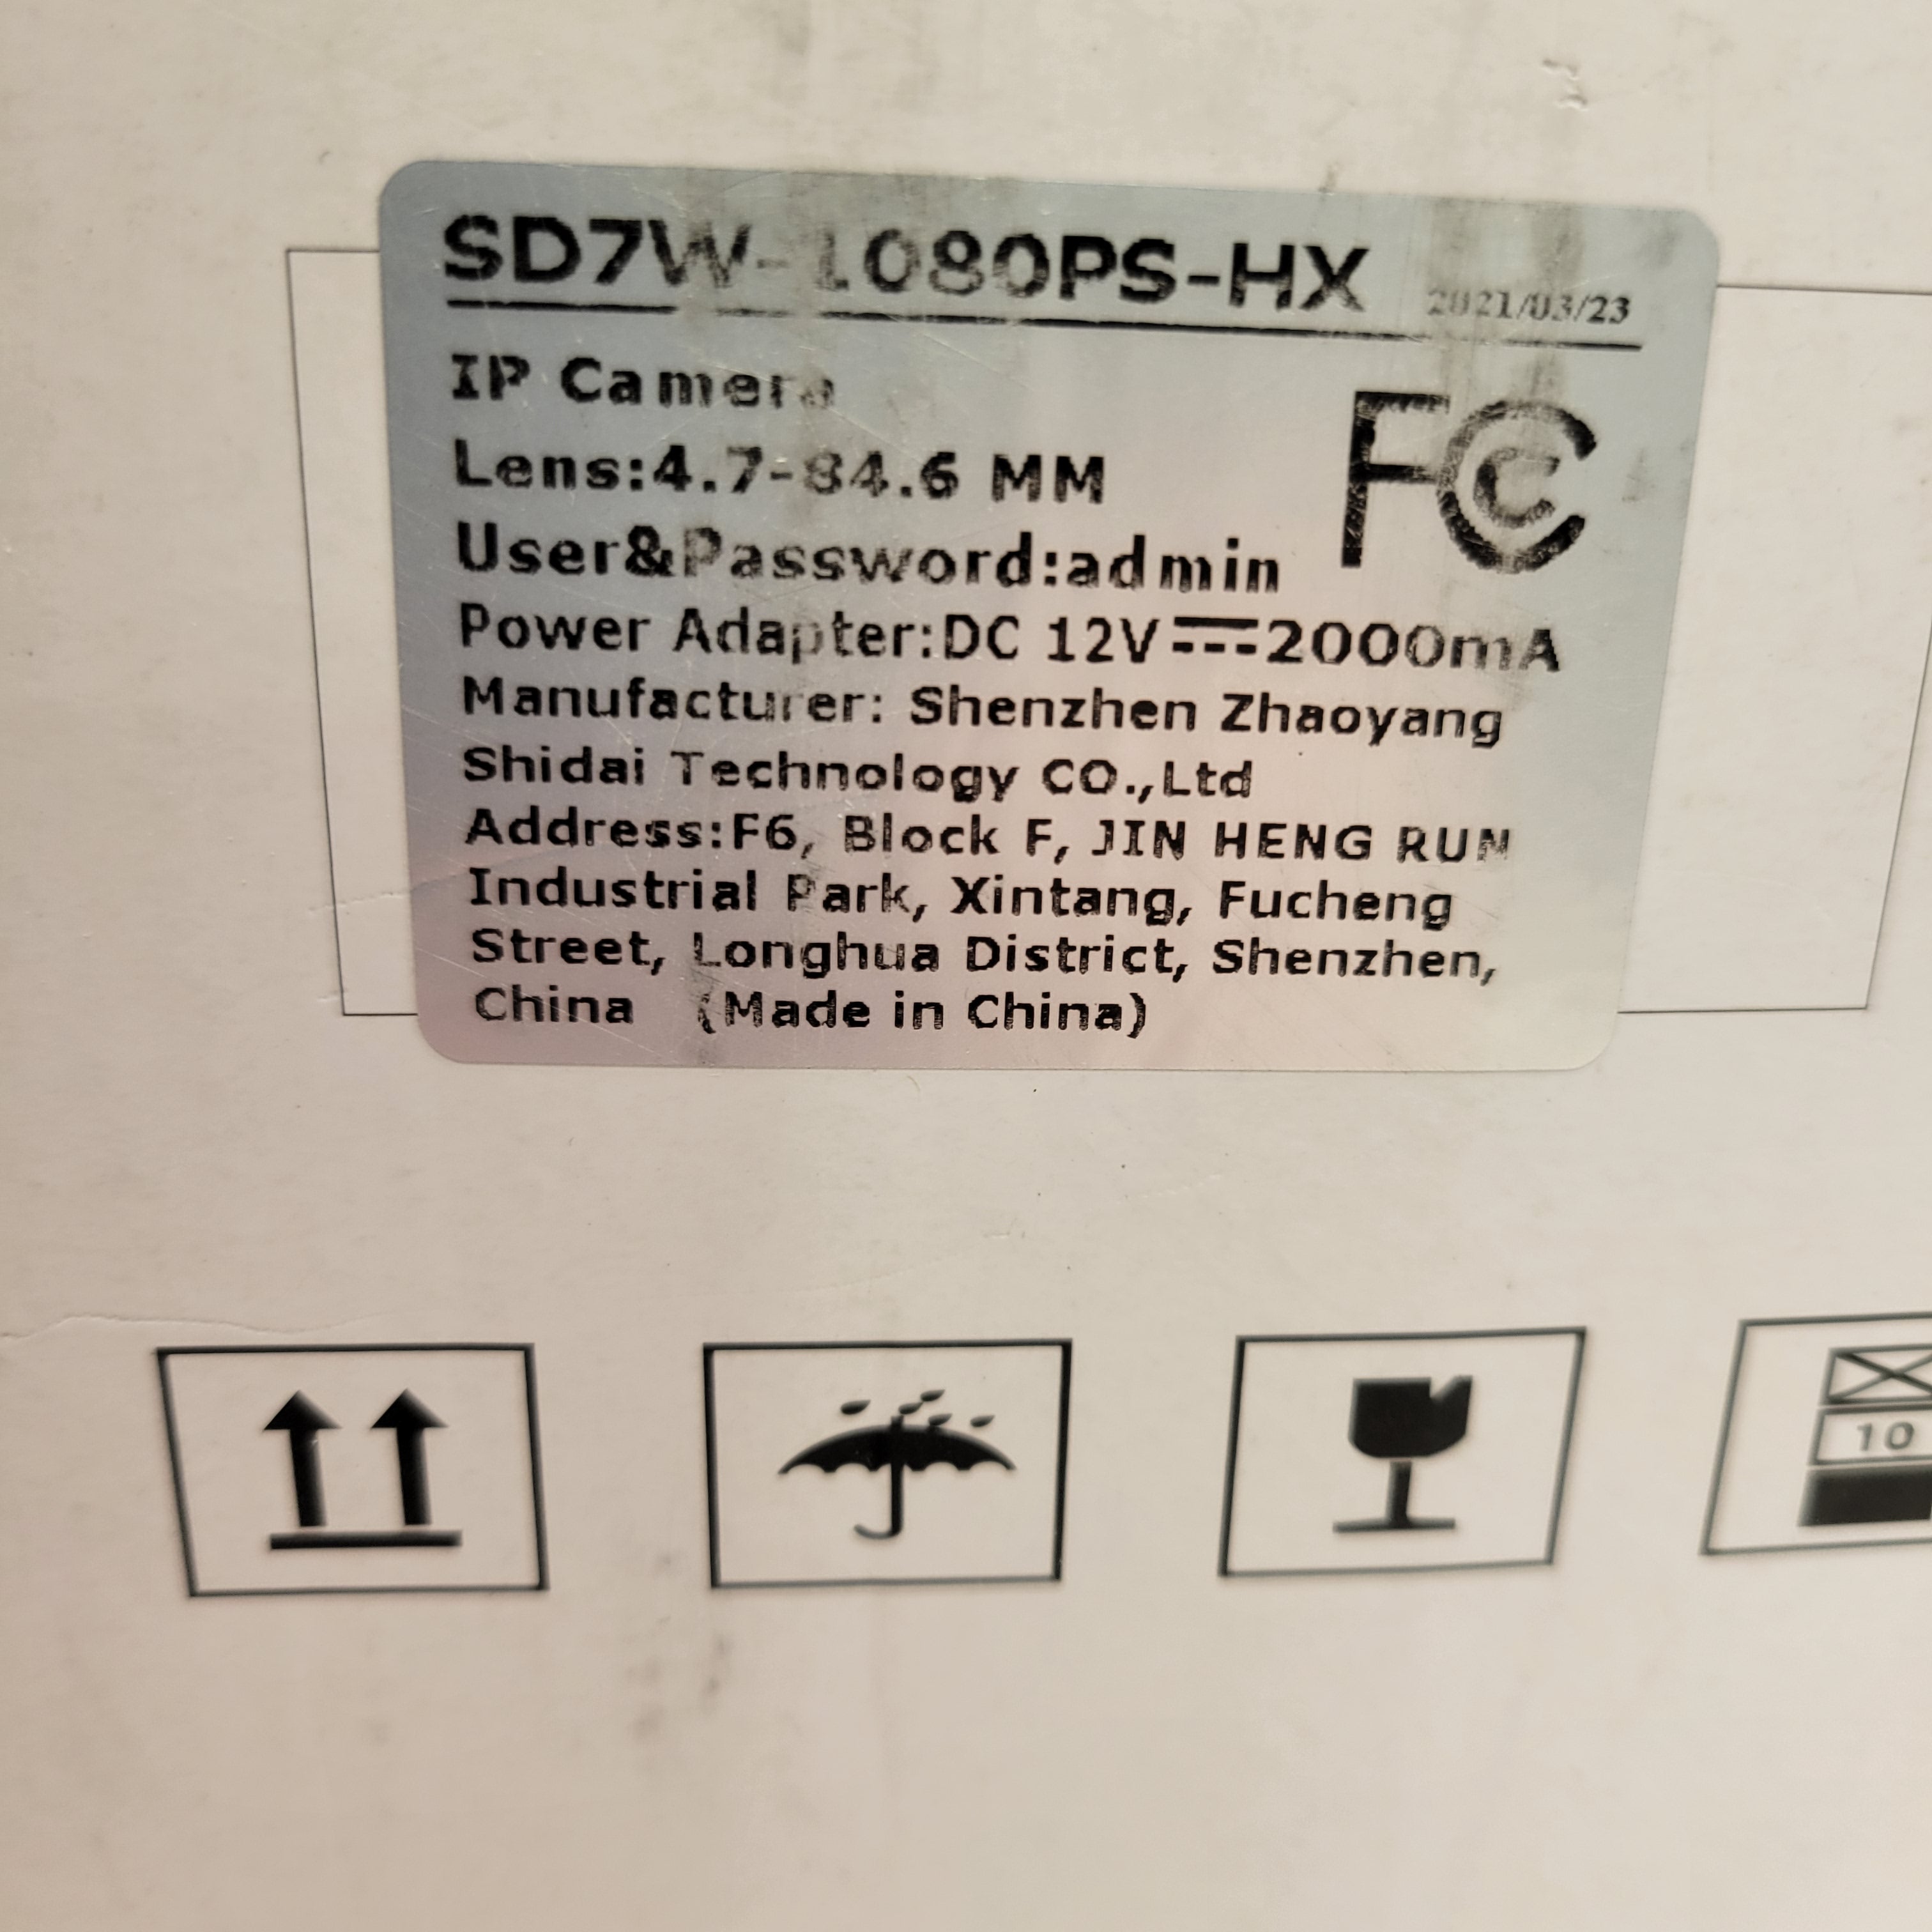 SD7W-1080PS-HX 2021/03/23
IP Camera
Lens:4.7-84.6 MM
FCC
User&Password:admin
Power Adapter:DC 12V⎓2000mA
Manufacturer: Shenzhen Zhaoyang
Shidai Technology CO.,Ltd
Address:F6, Block F, JIN HENG RUN
Industrial Park, Xintang, Fucheng
Street, Longhua District, Shenzhen,
China (Made in China)
10